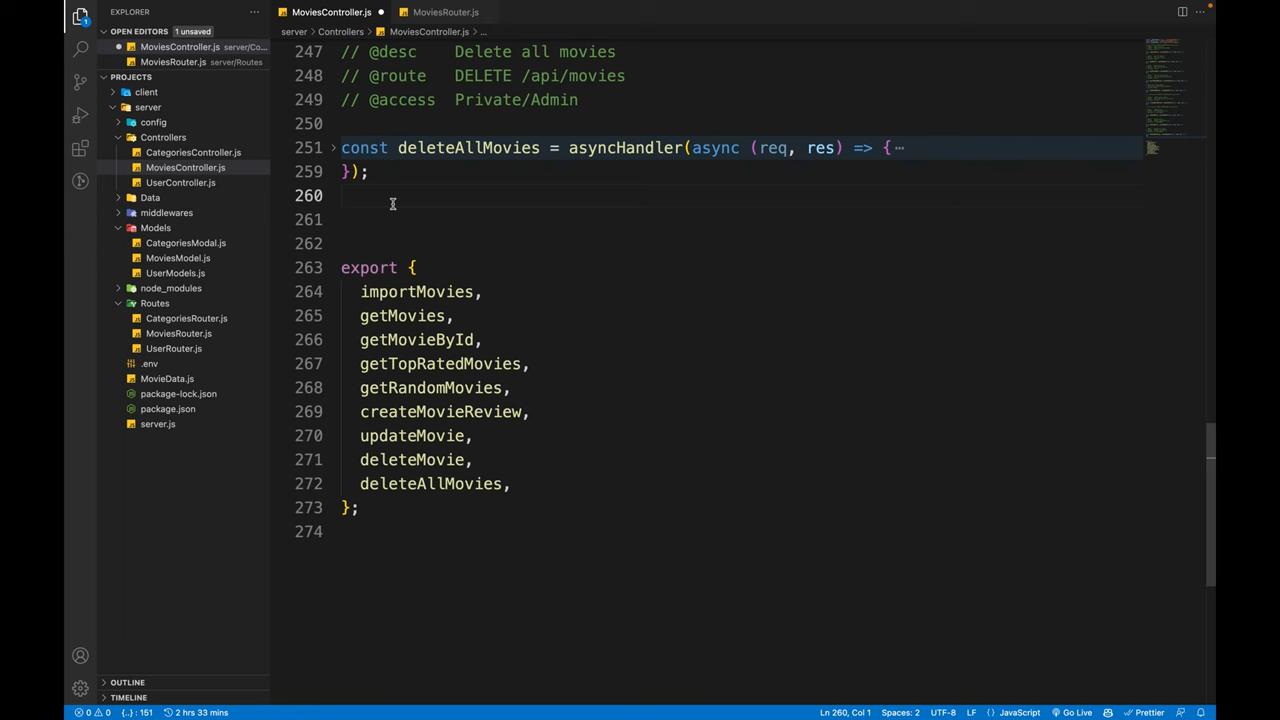 EXPLORER
OPEN EDITORS 1 unsaved
MoviesController.js server/Co...
MoviesRouter.js server/Routes
PROJECTS
client
server
config
Controllers
CategoriesController.js
MoviesController.js
UserController.js
Data
middlewares
Models
CategoriesModal.js
MoviesModel.js
UserModels.js
node_modules
Routes
CategoriesRouter.js
MoviesRouter.js
UserRouter.js
.env
MovieData.js
package-lock.json
package.json
server.js
OUTLINE
TIMELINE
MoviesController.js MoviesRouter.js
server > Controllers > MoviesController.js > ...
247 // @desc Delete all movies
248 // @route DELETE /api/movies
249 // @access Private/Admin
250
251 const deleteAllMovies = asyncHandler(async (req, res) => {⋯
259 });
260
261
262
263 export {
264 importMovies,
265 getMovies,
266 getMovieById,
267 getTopRatedMovies,
268 getRandomMovies,
269 createMovieReview,
270 updateMovie,
271 deleteMovie,
272 deleteAllMovies,
273 };
274
0 0 {..} : 151 2 hrs 33 mins Ln 260, Col 1 Spaces: 2 UTF-8 LF {} JavaScript Go Live Prettier